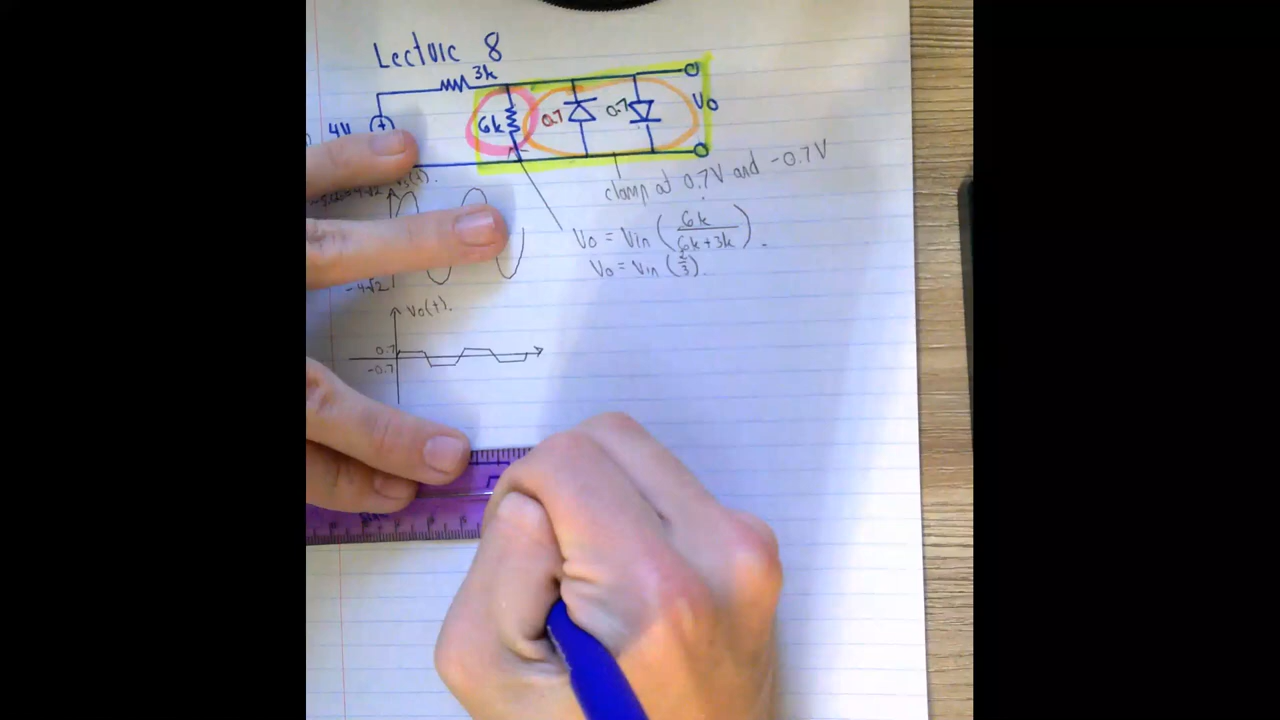 Lecture 8
3k
4V
6k
0.7
0.7
Vo
clamp at 0.7V and -0.7V
Vo = Vin (6k / 6k+3k).
Vo = Vin (2/3).
-4√2
Vo(t).
0.7
-0.7